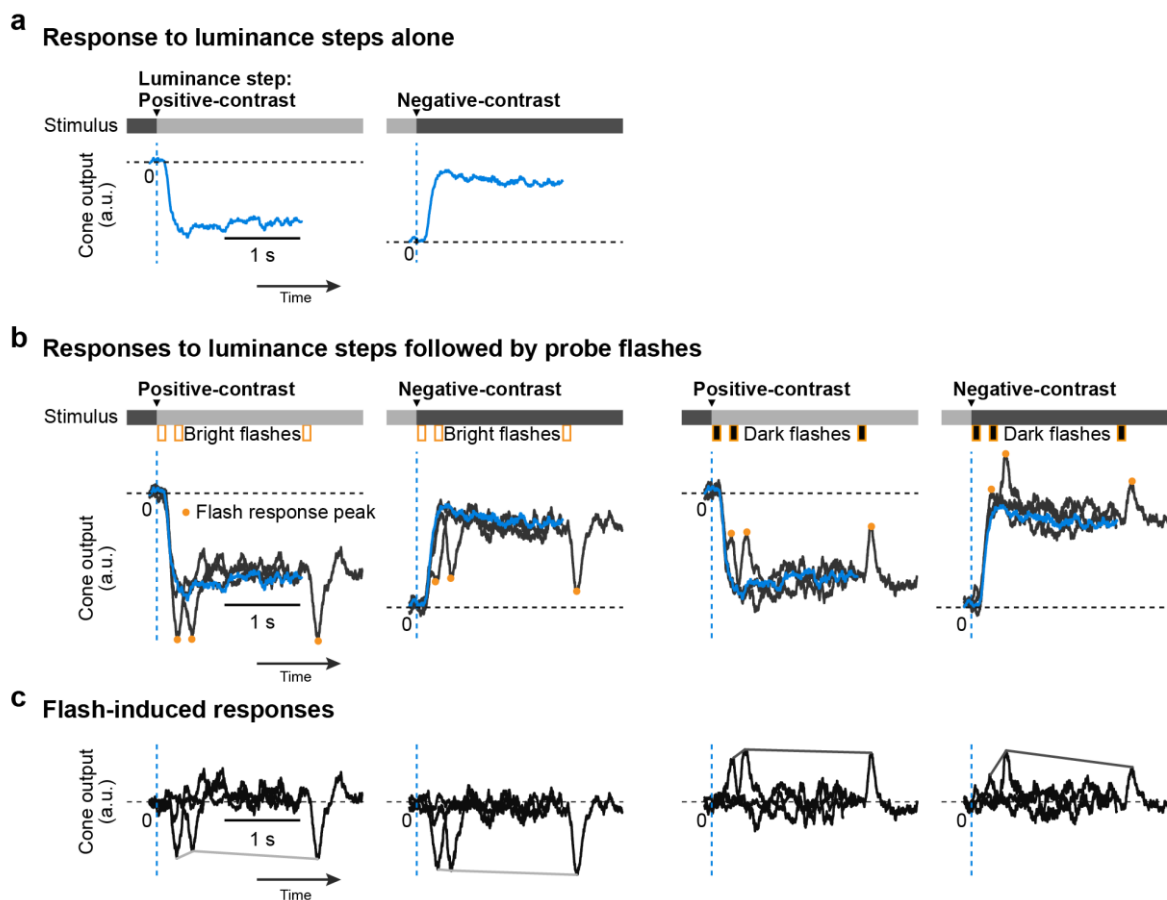 a Response to luminance steps alone
Luminance step:
Positive-contrast
Negative-contrast
Stimulus
Cone output
(a.u.)
0
1 s
Time
0
b Responses to luminance steps followed by probe flashes
Positive-contrast
Negative-contrast
Positive-contrast
Negative-contrast
Stimulus
Bright flashes
Bright flashes
Dark flashes
Dark flashes
Cone output
(a.u.)
0
Flash response peak
1 s
Time
0
0
0
c Flash-induced responses
Cone output
(a.u.)
0
1 s
Time
0
0
0